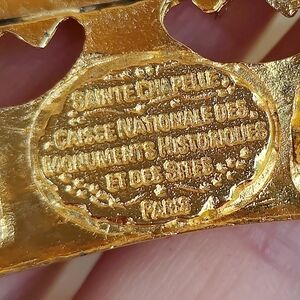 SAINTE CHAPELLE
CAISSE NATIONALE DES
MONUMENTS HISTORIQUES
ET DES SITES
PARIS